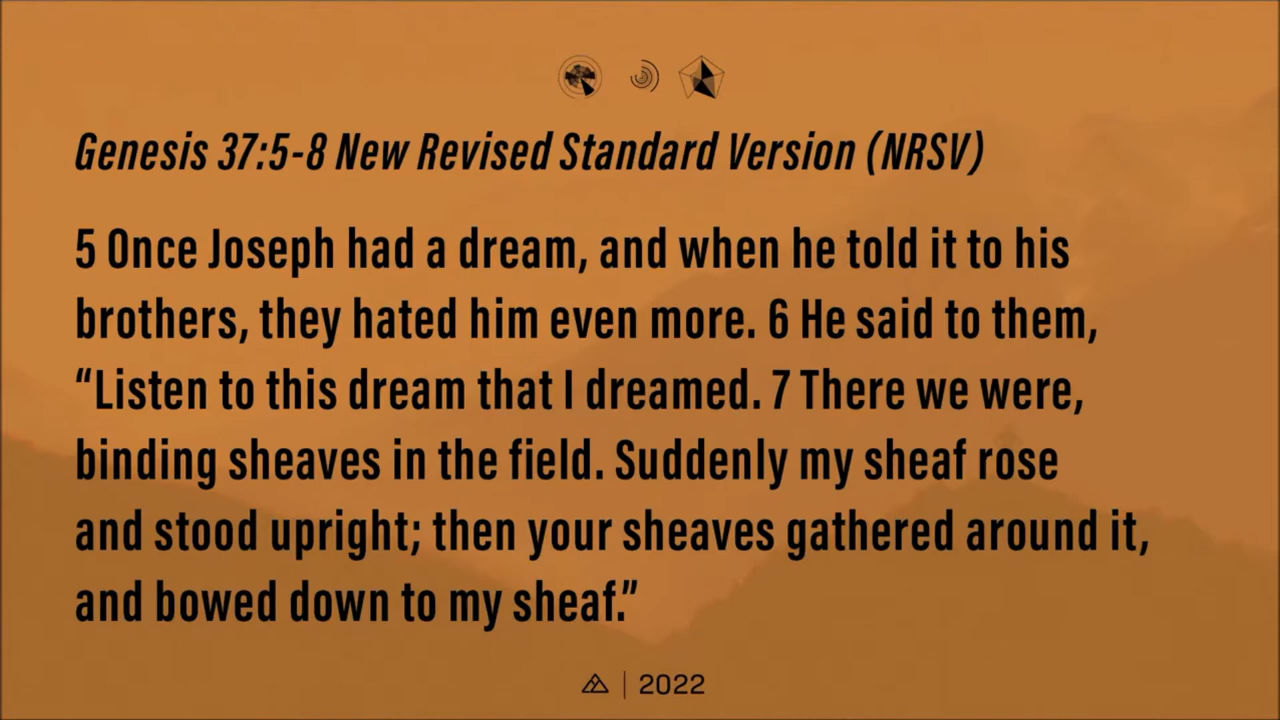 Genesis 37:5-8 New Revised Standard Version (NRSV)
5 Once Joseph had a dream, and when he told it to his
brothers, they hated him even more. 6 He said to them,
“Listen to this dream that I dreamed. 7 There we were,
binding sheaves in the field. Suddenly my sheaf rose
and stood upright; then your sheaves gathered around it,
and bowed down to my sheaf.”
2022